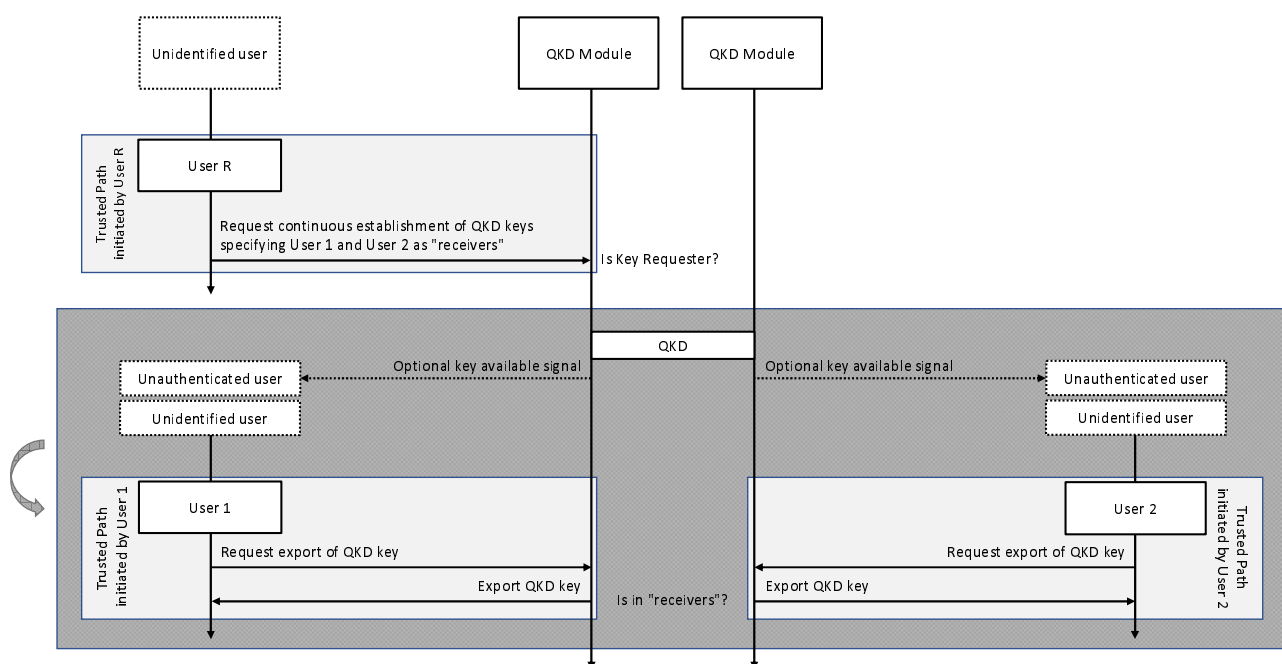 Unidentified user
QKD Module
QKD Module
Trusted Path
initiated by User R
User R
Request continuous establishment of QKD keys
specifying User 1 and User 2 as "receivers"
Is Key Requester?
QKD
Optional key available signal
Optional key available signal
Unauthenticated user
Unauthenticated user
Unidentified user
Unidentified user
Trusted Path
initiated by User 1
User 1
User 2
Trusted Path
initiated by User 2
Request export of QKD key
Request export of QKD key
Export QKD key
Is in "receivers"?
Export QKD key